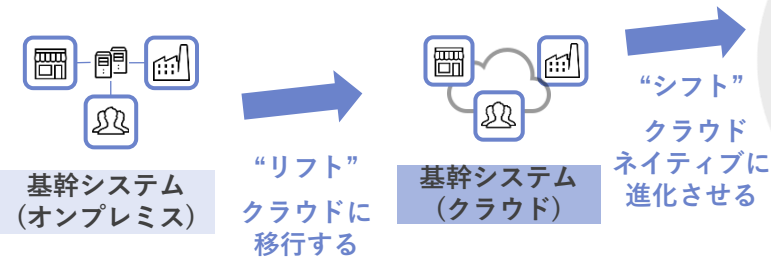 基幹システム
(オンプレミス)
“リフト”
クラウドに
移行する
基幹システム
(クラウド)
“シフト”
クラウド
ネイティブに
進化させる